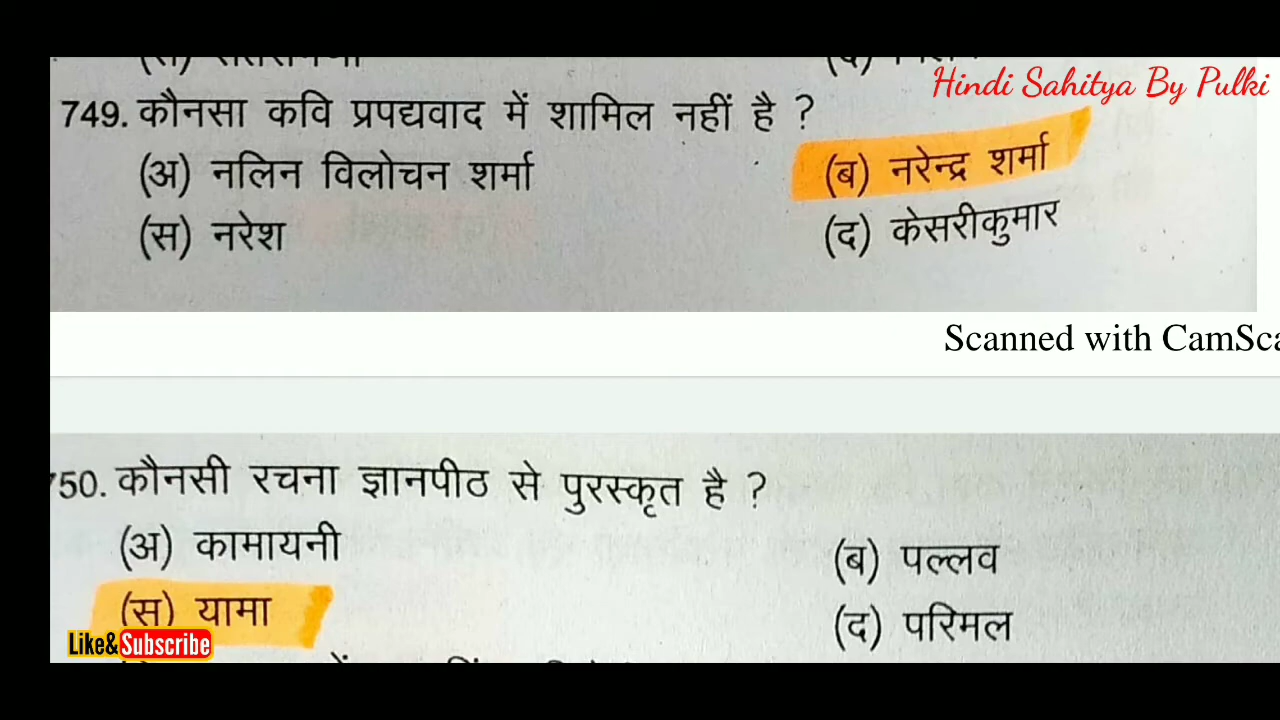 Hindi Sahitya By Pulki
749. कौनसा कवि प्रपद्यवाद में शामिल नहीं है ?
(अ) नलिन विलोचन शर्मा (ब) नरेन्द्र शर्मा
(स) नरेश (द) केसरीकुमार
Scanned with CamSca
750. कौनसी रचना ज्ञानपीठ से पुरस्कृत है ?
(अ) कामायनी (ब) पल्लव
(स) यामा (द) परिमल
Like& Subscribe